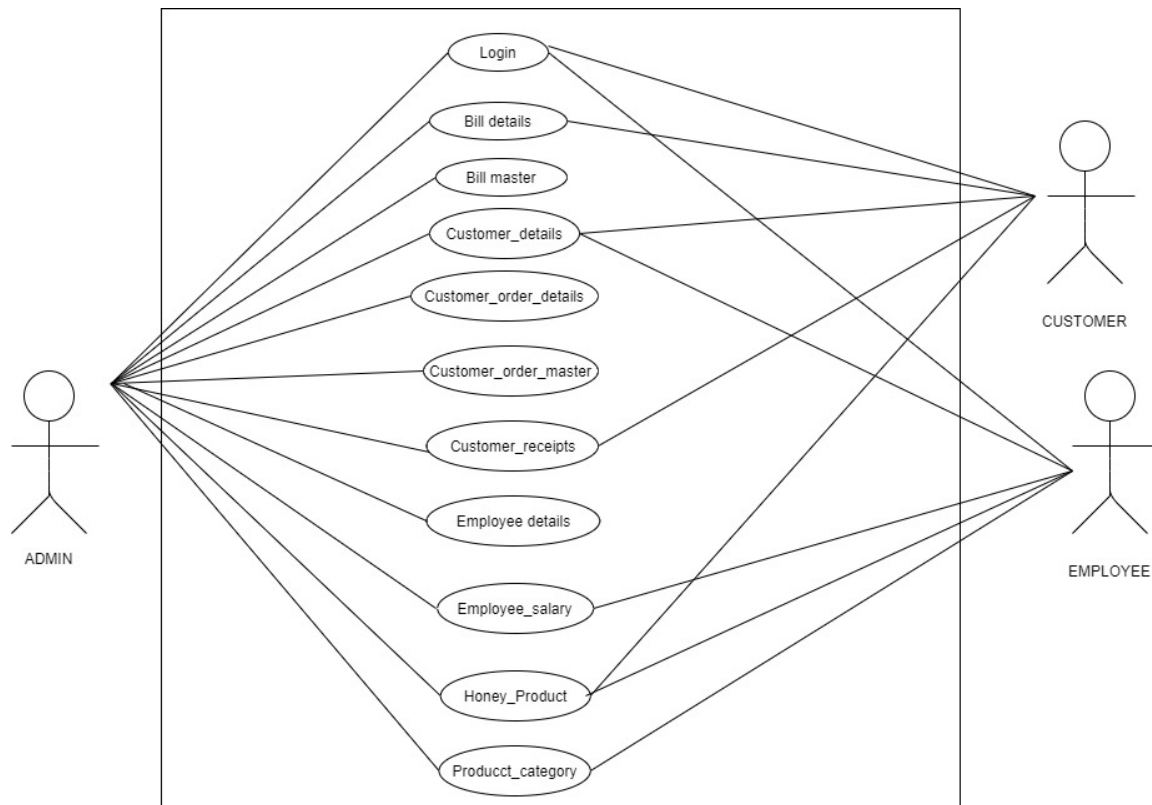 Login
Bill details
Bill master
Customer_details
Customer_order_details
CUSTOMER
Customer_order_master
Customer_receipts
Employee details
ADMIN
EMPLOYEE
Employee_salary
Honey_Product
Producct_category